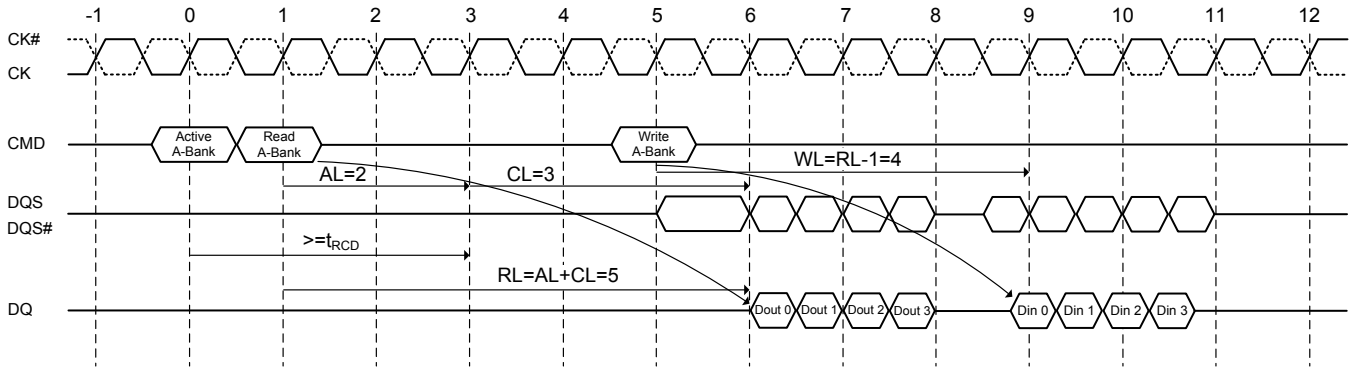 -1 0 1 2 3 4 5 6 7 8 9 10 11 12
CK#
CK
CMD
Active
A-Bank
Read
A-Bank
Write
A-Bank
AL=2
CL=3
WL=RL-1=4
DQS
DQS#
>=tRCD
RL=AL+CL=5
DQ
Dout 0 Dout 1 Dout 2 Dout 3 Din 0 Din 1 Din 2 Din 3